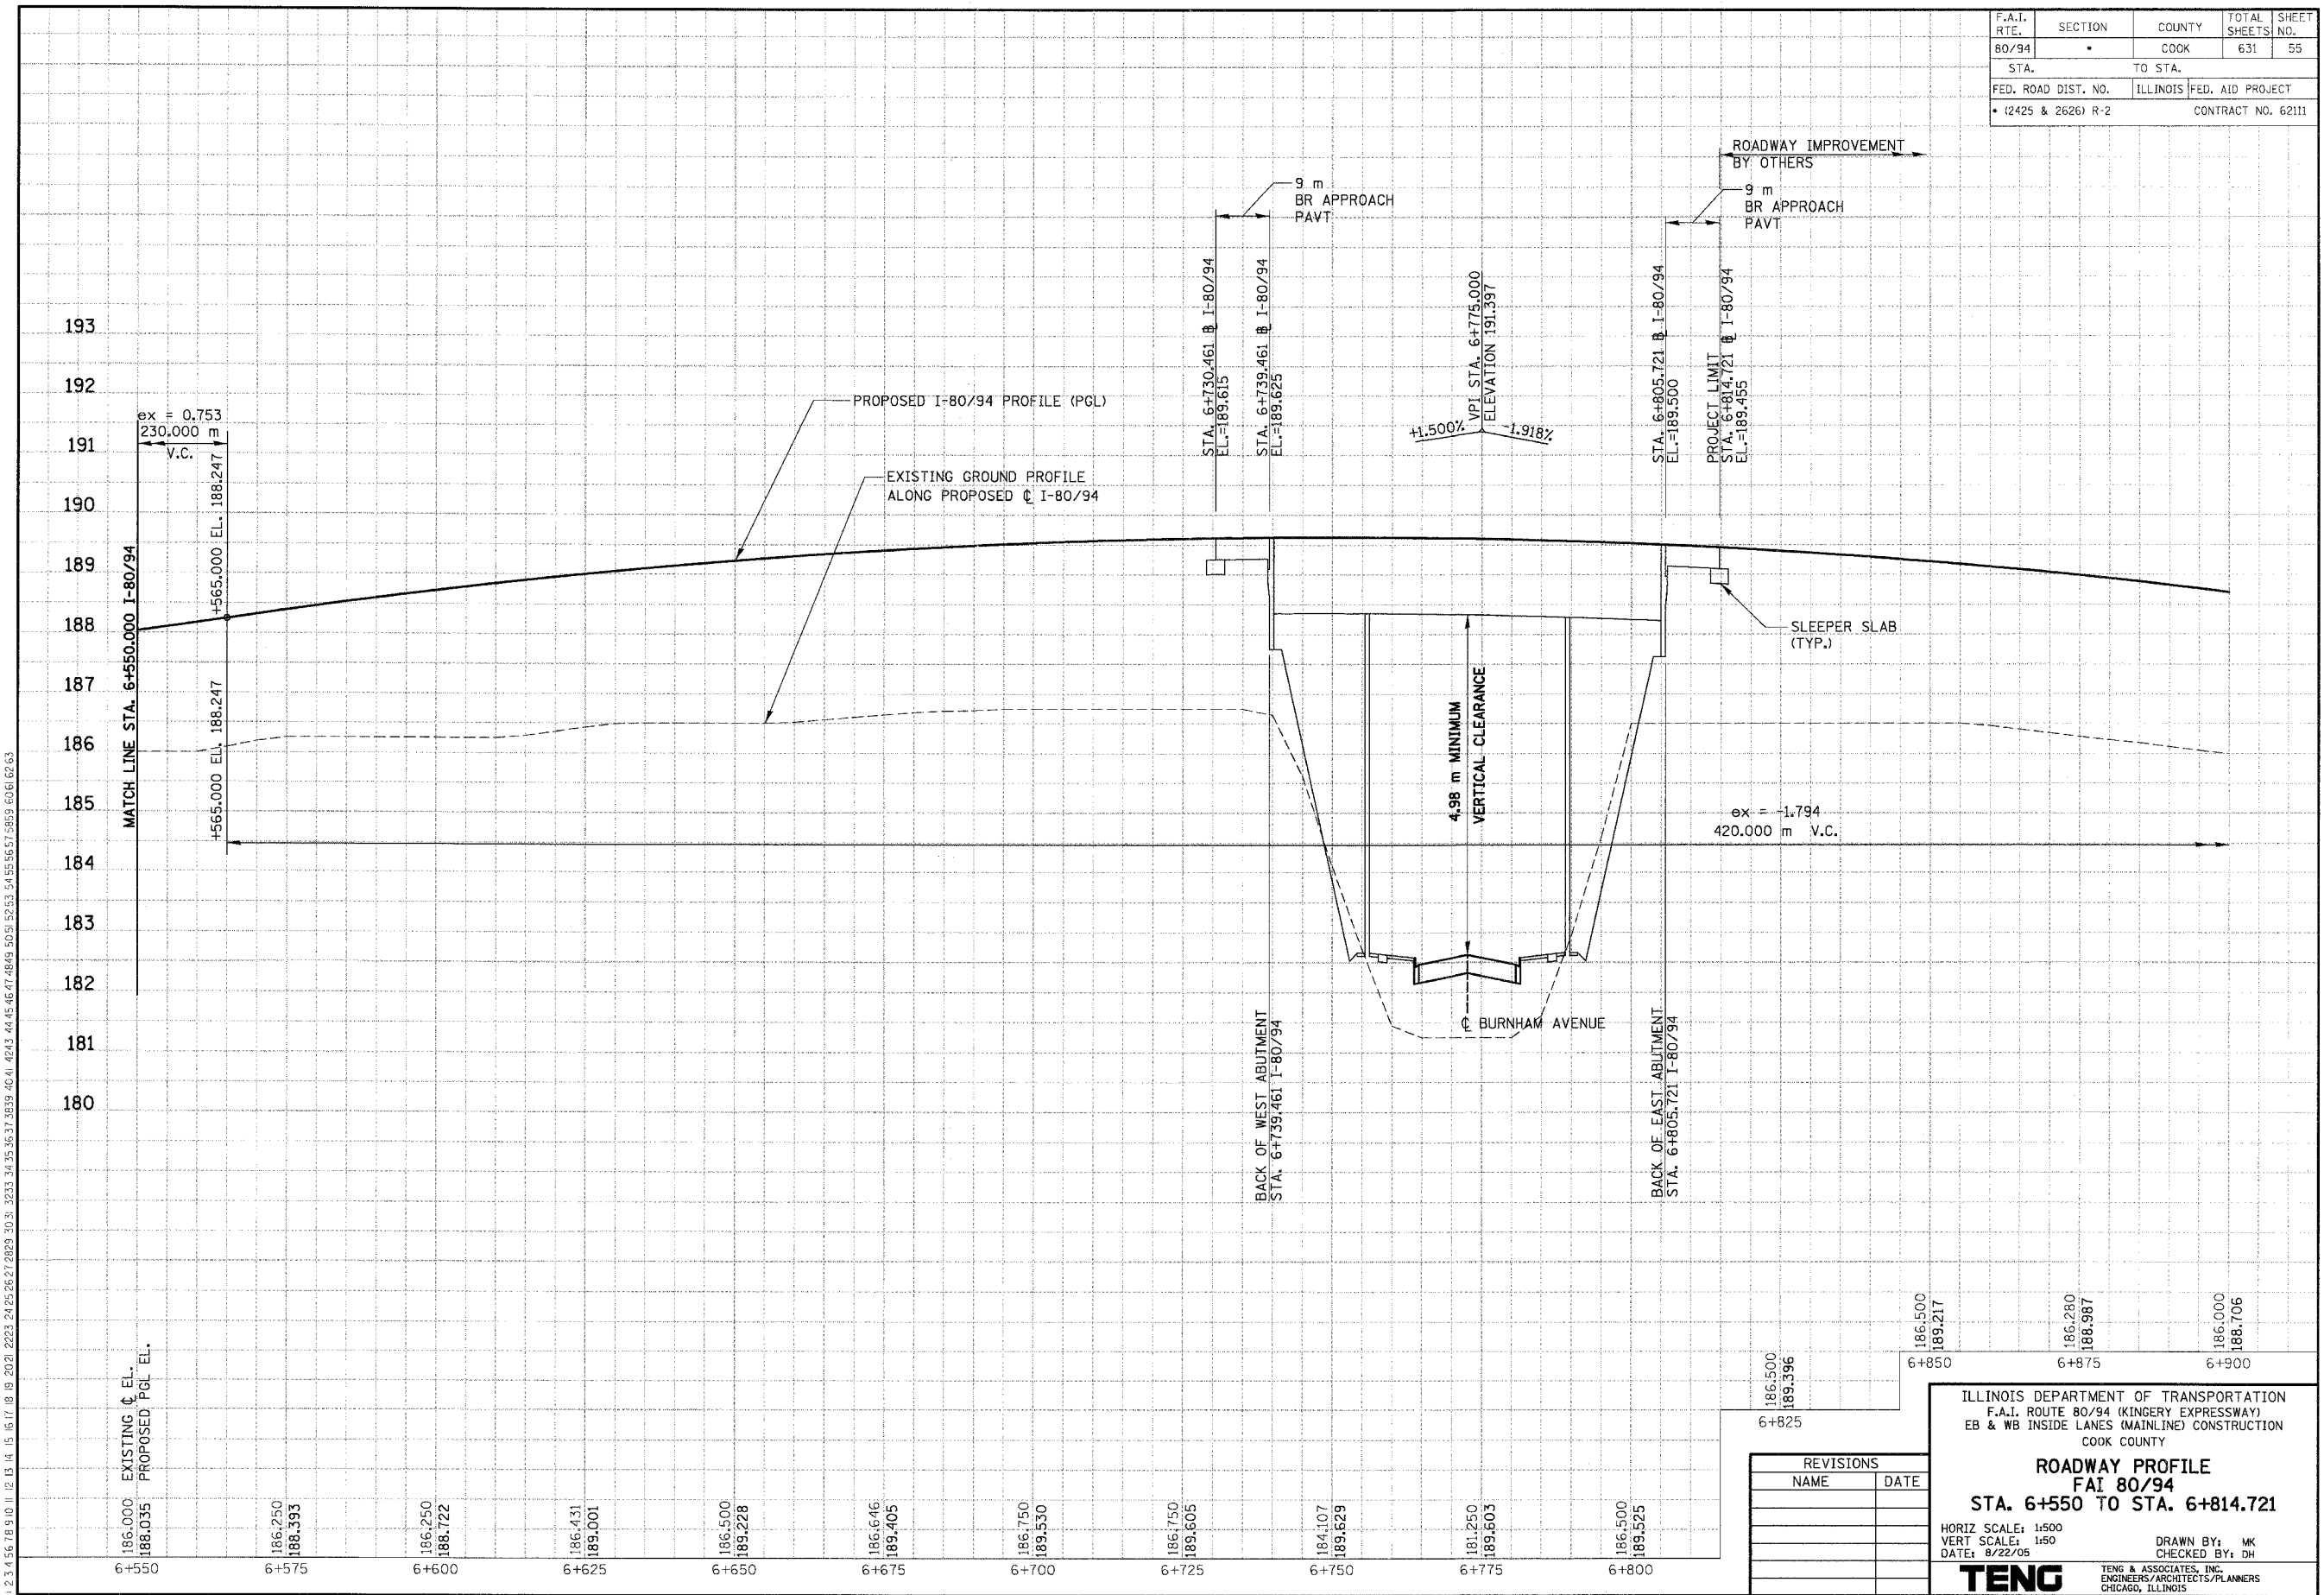 F.A.I. RTE. SECTION COUNTY TOTAL SHEETS SHEET NO.
80/94 • COOK 631 55
STA. TO STA.
FED. ROAD DIST. NO. ILLINOIS FED. AID PROJECT
• (2425 & 2626) R-2 CONTRACT NO. 62111
ROADWAY IMPROVEMENT
BY OTHERS
9 m
BR APPROACH
PAVT
9 m
BR APPROACH
PAVT
STA. 6+730.461 ℄ I-80/94
EL.=189.615
STA. 6+739.461 ℄ I-80/94
EL.=189.625
VPI STA. 6+775.000
ELEVATION 191.397
+1.500%
-1.918%
STA. 6+805.721 ℄ I-80/94
EL.=189.500
PROJECT LIMIT
STA. 6+814.721 ℄ I-80/94
EL.=189.455
193
192
191
190
189
188
187
186
185
184
183
182
181
180
ex = 0.753
230.000 m
V.C.
PROPOSED I-80/94 PROFILE (PGL)
EXISTING GROUND PROFILE
ALONG PROPOSED ℄ I-80/94
MATCH LINE STA. 6+550.000 I-80/94
+565.000 EL. 188.247
+565.000 EL. 188.247
SLEEPER SLAB
(TYP.)
4.98 m MINIMUM
VERTICAL CLEARANCE
ex = -1.794
420.000 m V.C.
℄ BURNHAM AVENUE
BACK OF WEST ABUTMENT
STA. 6+739.461 I-80/94
BACK OF EAST ABUTMENT
STA. 6+805.721 I-80/94
EXISTING ℄ EL.
PROPOSED PGL EL.
186.000
188.035
6+550
186.250
188.393
6+575
186.250
188.722
6+600
186.431
189.001
6+625
186.500
189.228
6+650
186.646
189.405
6+675
186.750
189.530
6+700
186.750
189.605
6+725
184.107
189.629
6+750
181.250
189.603
6+775
186.500
189.525
6+800
186.500
189.396
6+825
186.500
189.217
6+850
186.280
188.987
6+875
186.000
188.706
6+900
REVISIONS
NAME DATE
ILLINOIS DEPARTMENT OF TRANSPORTATION
F.A.I. ROUTE 80/94 (KINGERY EXPRESSWAY)
EB & WB INSIDE LANES (MAINLINE) CONSTRUCTION
COOK COUNTY
ROADWAY PROFILE
FAI 80/94
STA. 6+550 TO STA. 6+814.721
HORIZ SCALE: 1:500
VERT SCALE: 1:50 DRAWN BY: MK
DATE: 8/22/05 CHECKED BY: DH
TENG
TENG & ASSOCIATES, INC.
ENGINEERS/ARCHITECTS/PLANNERS
CHICAGO, ILLINOIS